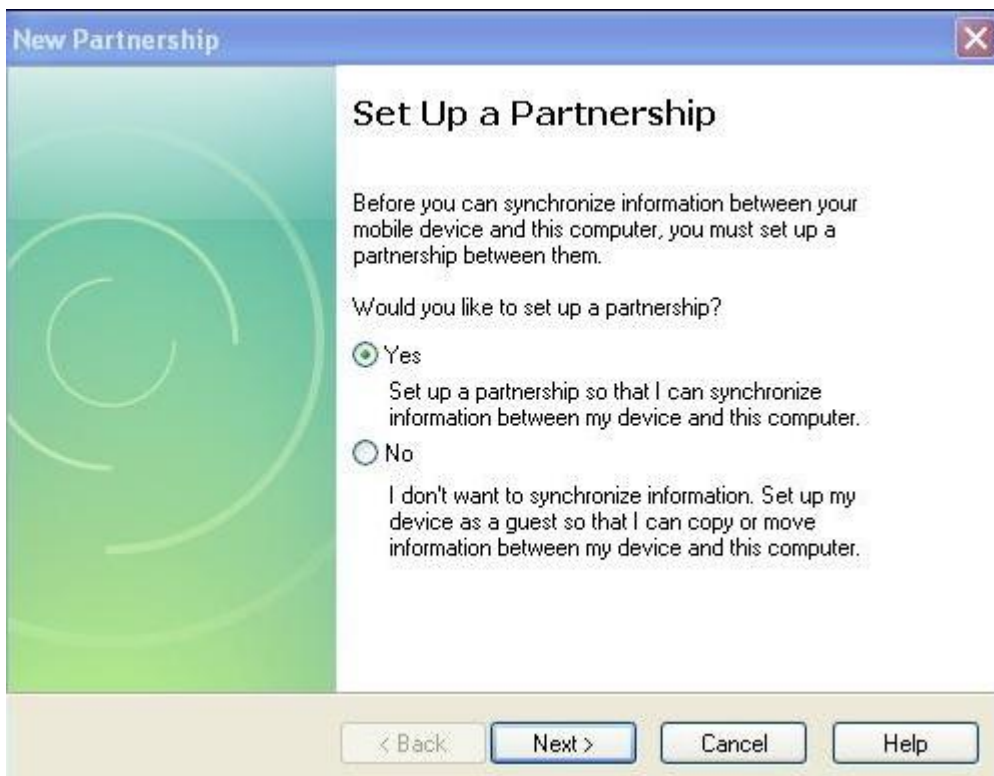 New Partnership
Set Up a Partnership
Before you can synchronize information between your
mobile device and this computer, you must set up a
partnership between them.
Would you like to set up a partnership?
Yes
Set up a partnership so that I can synchronize
information between my device and this computer.
No
I don't want to synchronize information. Set up my
device as a guest so that I can copy or move
information between my device and this computer.
< Back
Next >
Cancel
Help